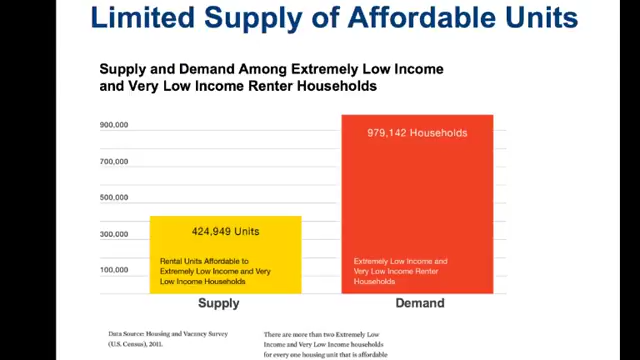 Limited Supply of Affordable Units
Supply and Demand Among Extremely Low Income
and Very Low Income Renter Households
900,000
700,000
500,000
300,000
100,000
979,142 Households
424,949 Units
Rental Units Affordable to
Extremely Low Income and Very
Low Income Households
Extremely Low Income and
Very Low Income Renter
Households
Supply
Demand
Data Source: Housing and Vacancy Survey
(U.S. Census), 2011.
There are more than two Extremely Low
Income and Very Low Income households
for every one housing unit that is affordable